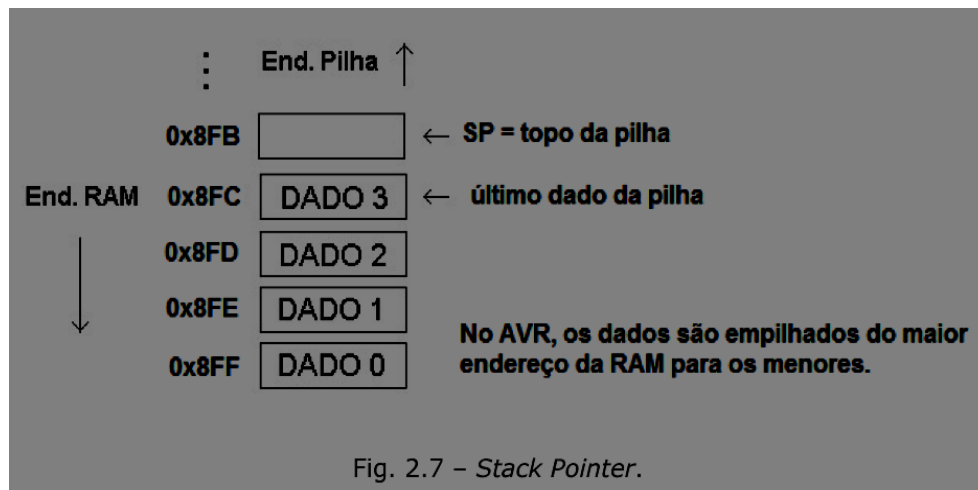 End. Pilha
0x8FB
← SP = topo da pilha
End. RAM 0x8FC DADO 3 ← último dado da pilha
0x8FD DADO 2
0x8FE DADO 1
0x8FF DADO 0
No AVR, os dados são empilhados do maior
endereço da RAM para os menores.
Fig. 2.7 – Stack Pointer.